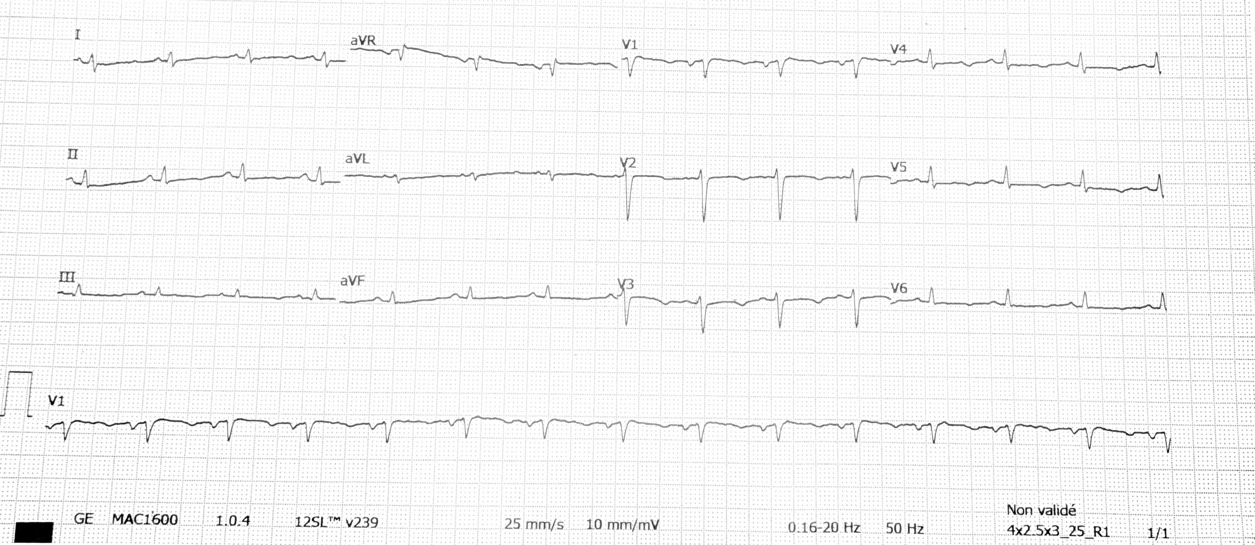 I aVR V1 V4
II aVL V2 V5
III aVF V3 V6
V1
GE MAC1600 1.0.4 12SL™ v239 25 mm/s 10 mm/mV 0.16-20 Hz 50 Hz Non validé
4x2.5x3_25_R1 1/1